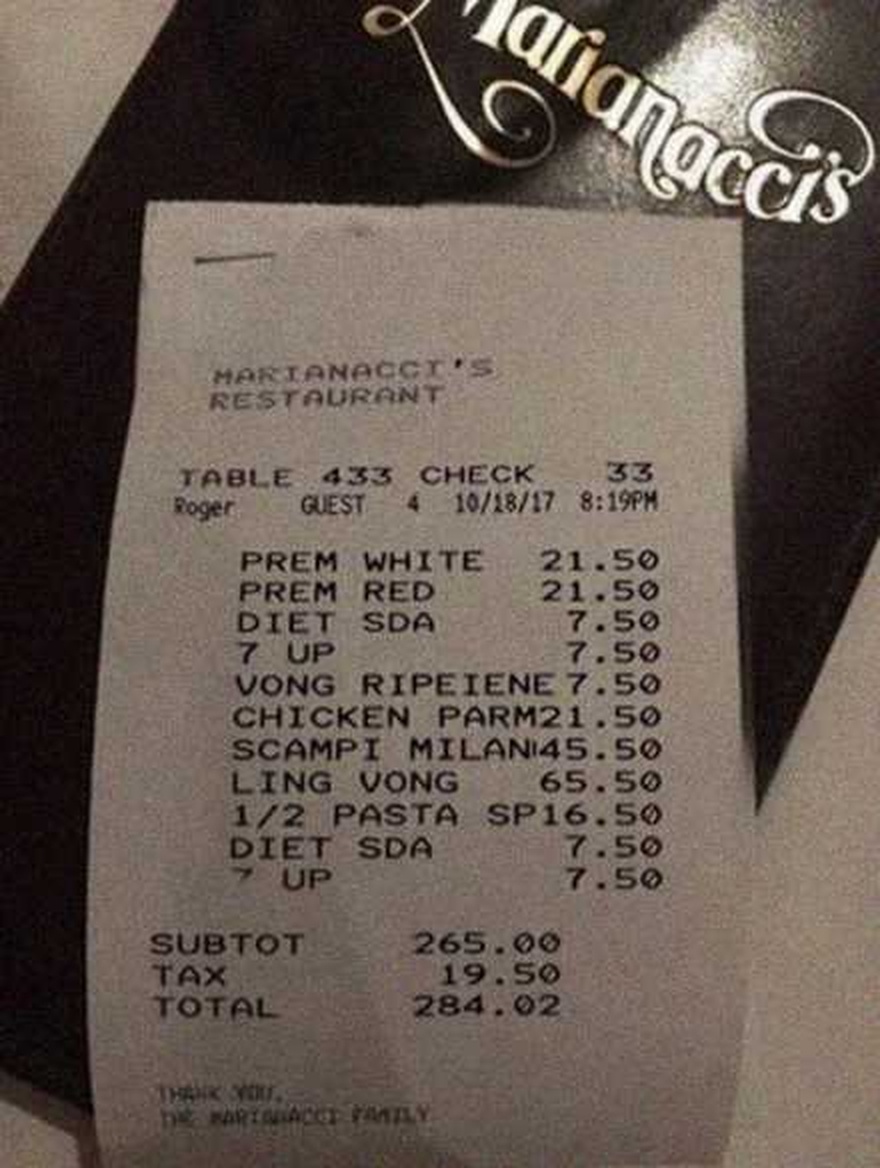 Marianacci's
MARIANACCI'S
RESTAURANT
TABLE 433 CHECK 33
Roger GUEST 4 10/18/17 8:19PM
PREM WHITE 21.50
PREM RED 21.50
DIET SDA 7.50
7 UP 7.50
VONG RIPEIENE 7.50
CHICKEN PARM21.50
SCAMPI MILAN45.50
LING VONG 65.50
1/2 PASTA SP16.50
DIET SDA 7.50
7 UP 7.50
SUBTOT 265.00
TAX 19.50
TOTAL 284.02
THANK YOU,
THE MARIANACCI FAMILY